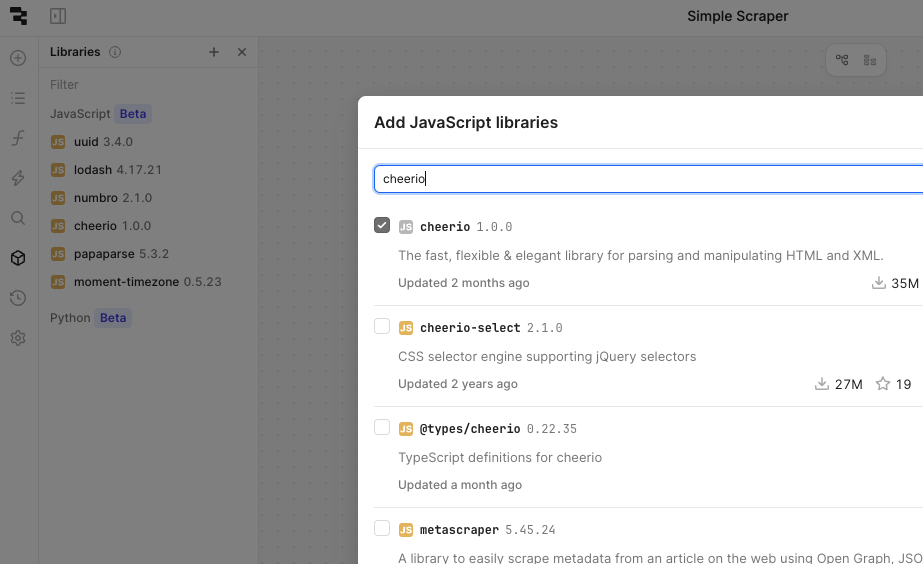 Simple Scraper
Libraries
Filter
JavaScript Beta
JS uuid 3.4.0
JS lodash 4.17.21
JS numbro 2.1.0
JS cheerio 1.0.0
JS papaparse 5.3.2
JS moment-timezone 0.5.23
Python Beta
Add JavaScript libraries
cheerio
JS cheerio 1.0.0
The fast, flexible & elegant library for parsing and manipulating HTML and XML.
Updated 2 months ago 35M
JS cheerio-select 2.1.0
CSS selector engine supporting jQuery selectors
Updated 2 years ago 27M 19
JS @types/cheerio 0.22.35
TypeScript definitions for cheerio
Updated a month ago
JS metascraper 5.45.24
A library to easily scrape metadata from an article on the web using Open Graph, JSO